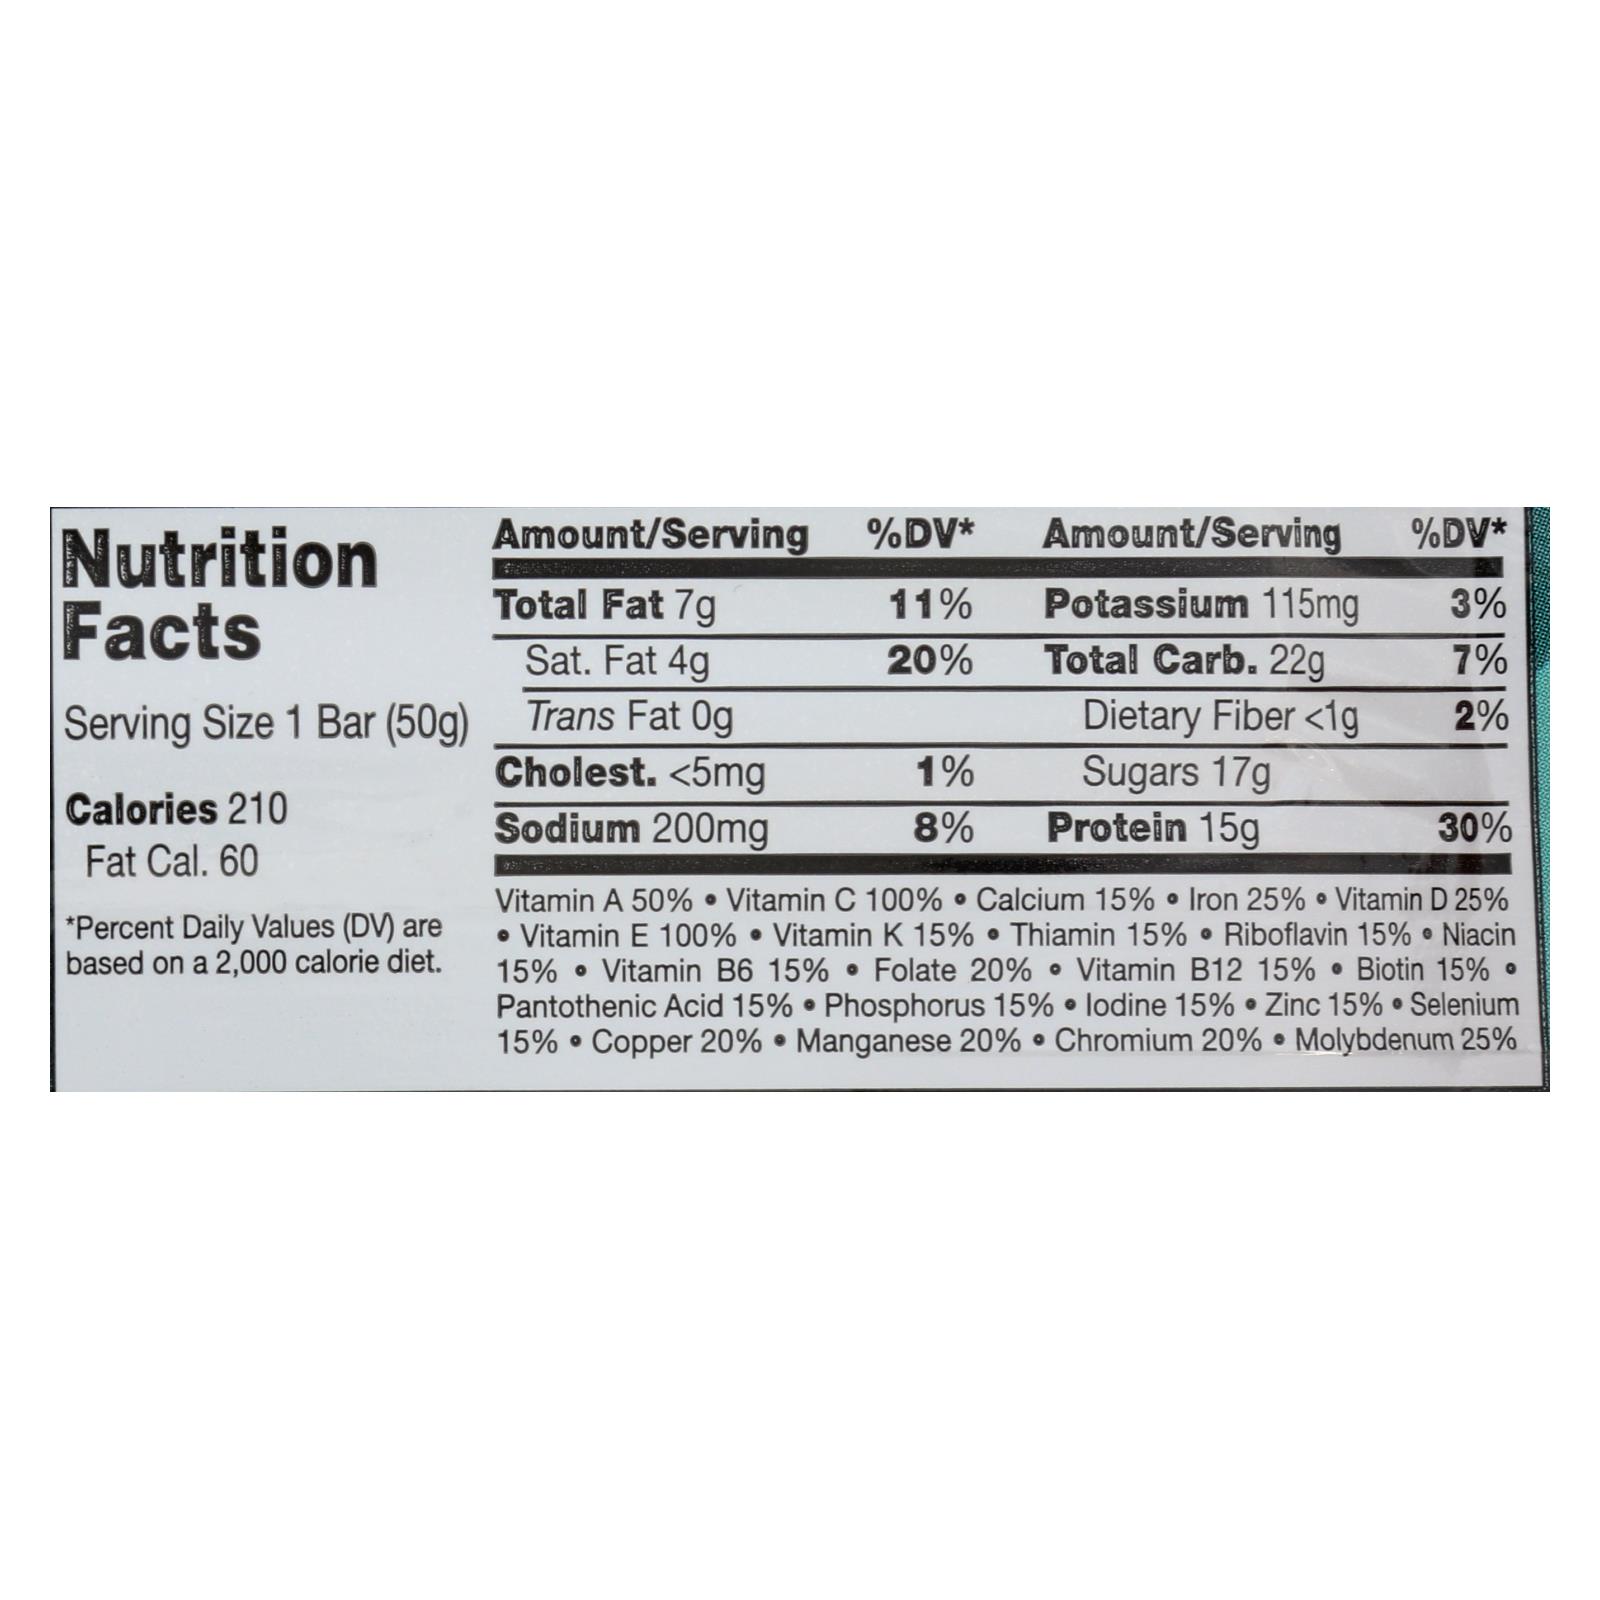 Nutrition
Facts
Serving Size 1 Bar (50g)
Calories 210
Fat Cal. 60
*Percent Daily Values (DV) are
based on a 2,000 calorie diet.
Amount/Serving %DV* Amount/Serving %DV*
Total Fat 7g 11% Potassium 115mg 3%
Sat. Fat 4g 20% Total Carb. 22g 7%
Trans Fat 0g Dietary Fiber <1g 2%
Cholest. <5mg 1% Sugars 17g
Sodium 200mg 8% Protein 15g 30%
Vitamin A 50% • Vitamin C 100% • Calcium 15% • Iron 25% • Vitamin D 25%
• Vitamin E 100% • Vitamin K 15% • Thiamin 15% • Riboflavin 15% • Niacin
15% • Vitamin B6 15% • Folate 20% • Vitamin B12 15% • Biotin 15% •
Pantothenic Acid 15% • Phosphorus 15% • Iodine 15% • Zinc 15% • Selenium
15% • Copper 20% • Manganese 20% • Chromium 20% • Molybdenum 25%